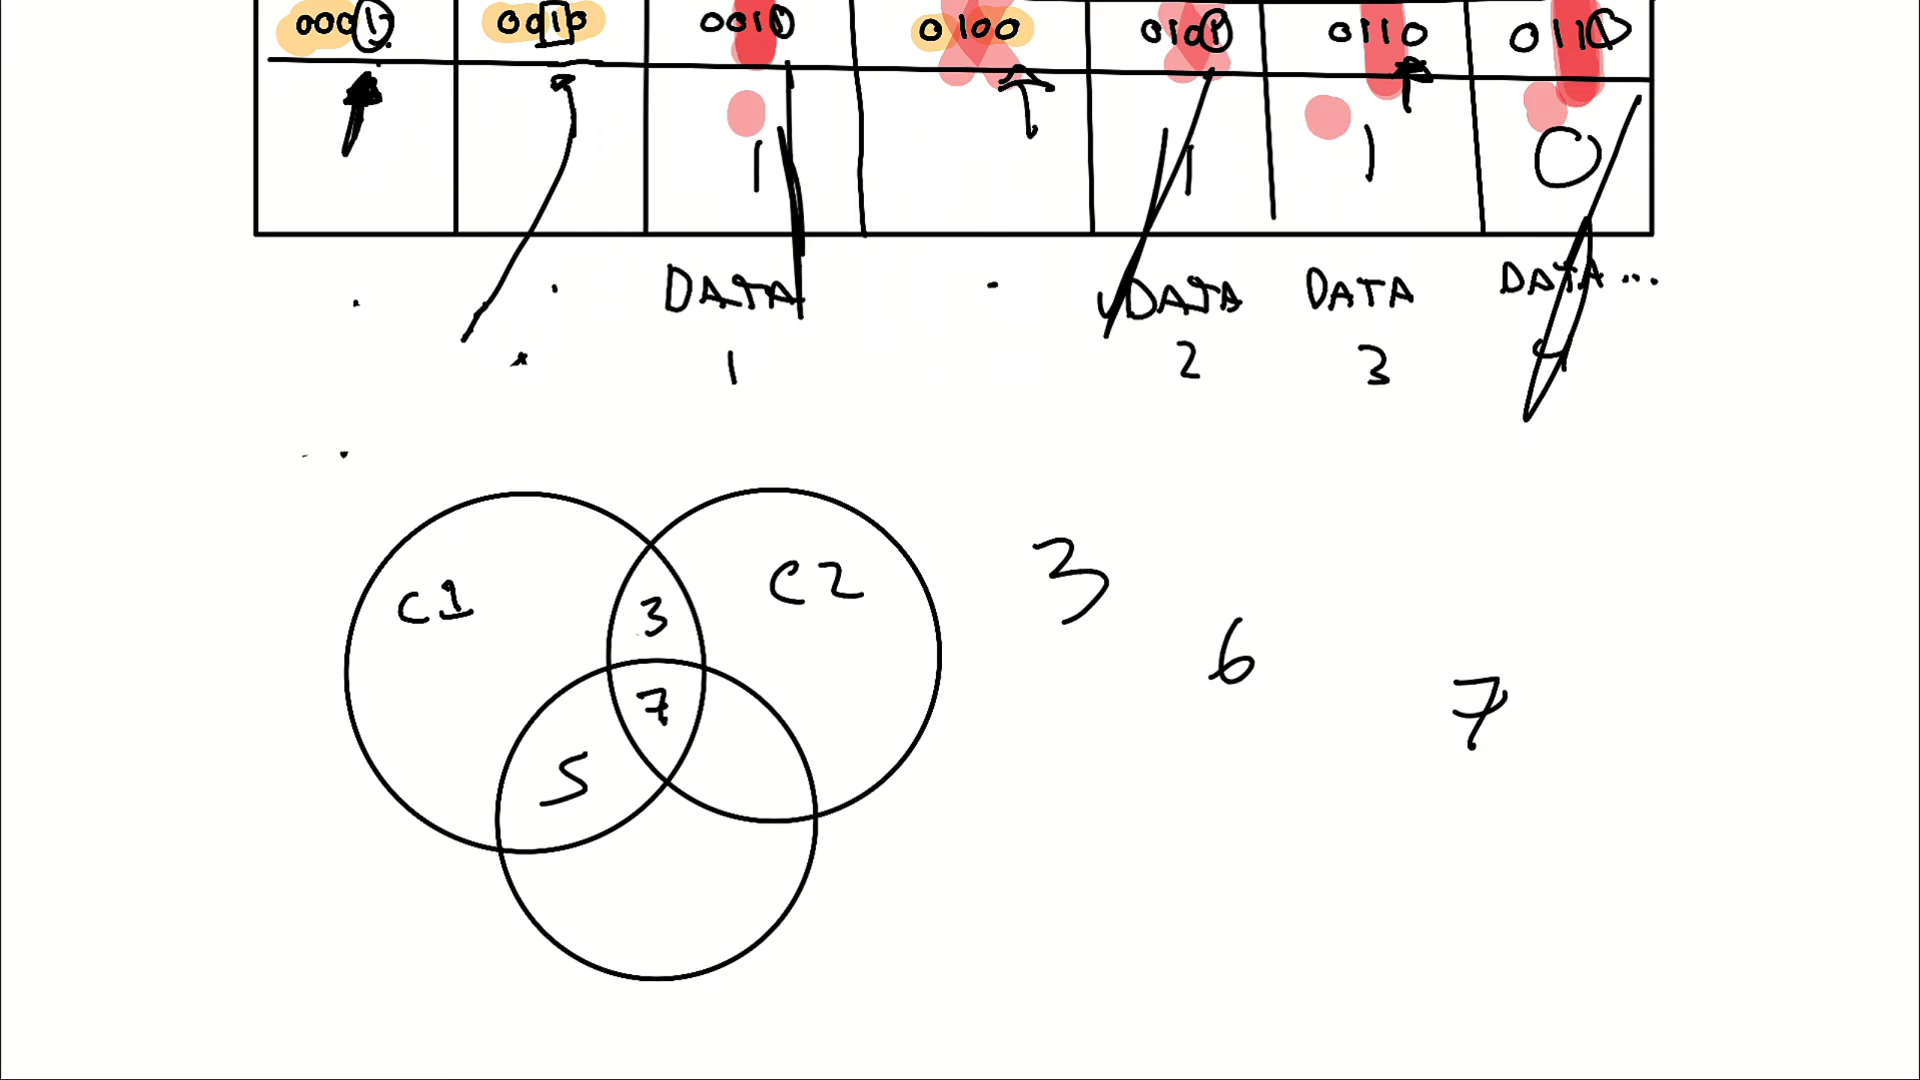 0001 0010 0011 0100 0101 0110 0111
1 1 1 0
DATA DATA DATA DATA ...
1 2 3 4
C1 3 C2 3
6
7 7
5